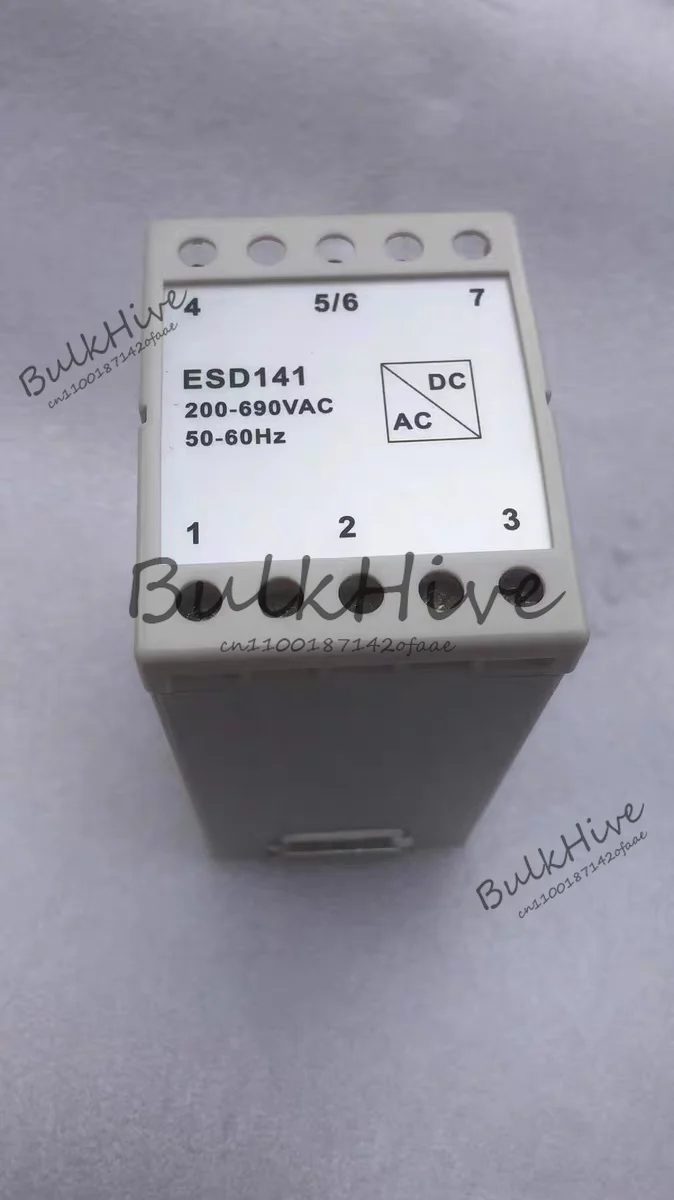 4 5/6 7
BulkHive
cn1100187142ofaae
ESD141
200-690VAC
50-60Hz
DC
AC
1 2 3
BulkHive
cn1100187142ofaae
BulkHive
cn1100187142ofaae